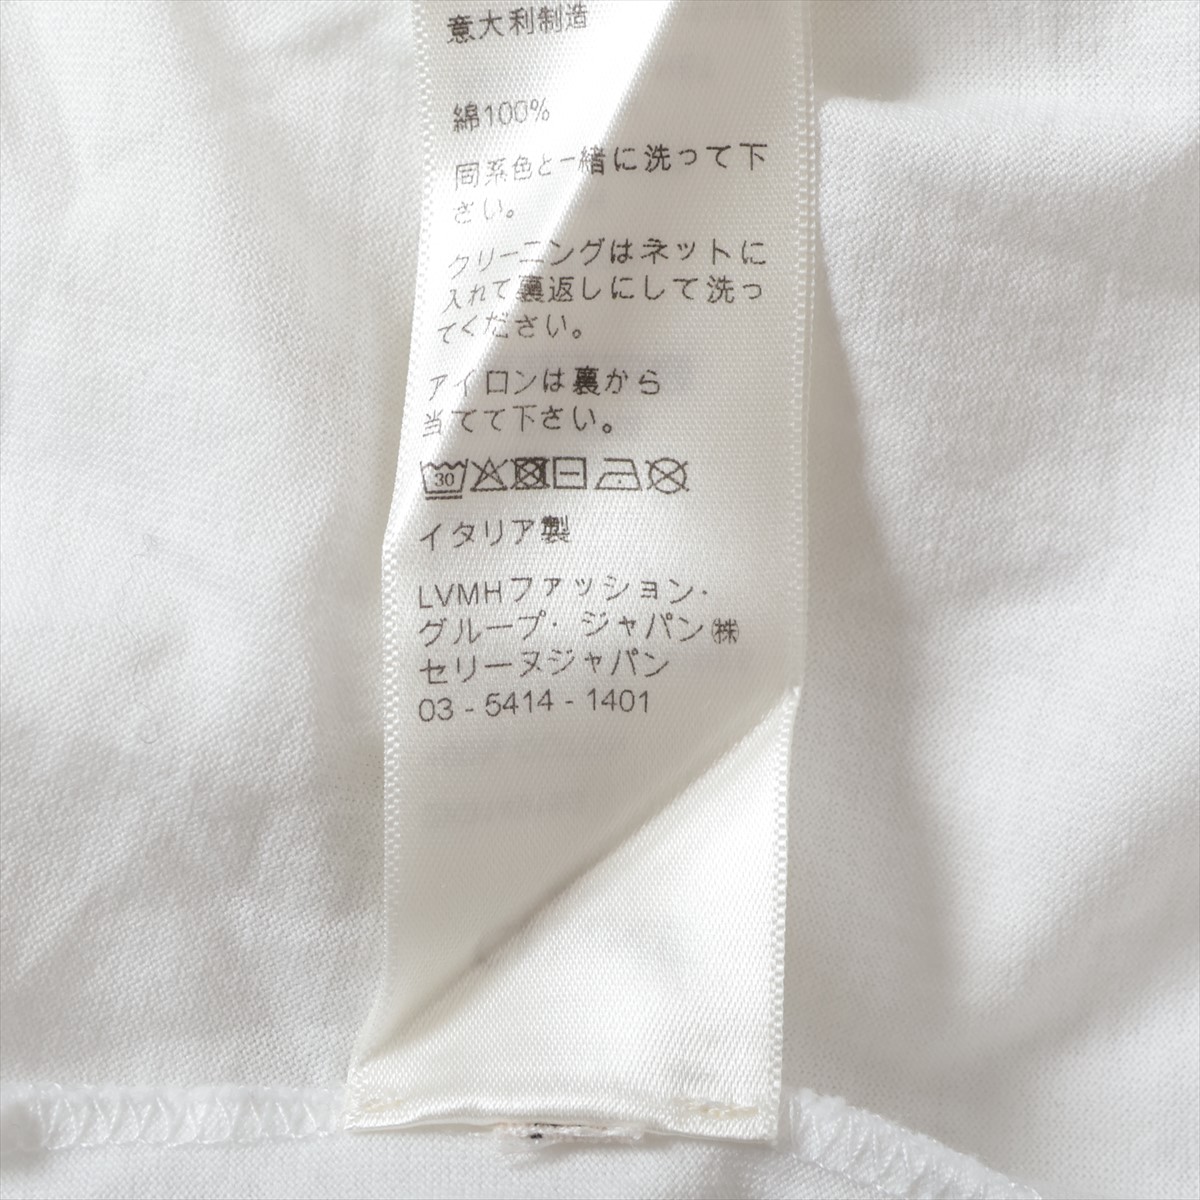 意大利制造
綿100%
同系色と一緒に洗って下
さい。
クリーニングはネットに
入れて裏返しにして洗っ
てください。
アイロンは裏から
当てて下さい。
30
イタリア製
LVMHファッション・
グループ・ジャパン㈱
セリーヌジャパン
03 - 5414 - 1401